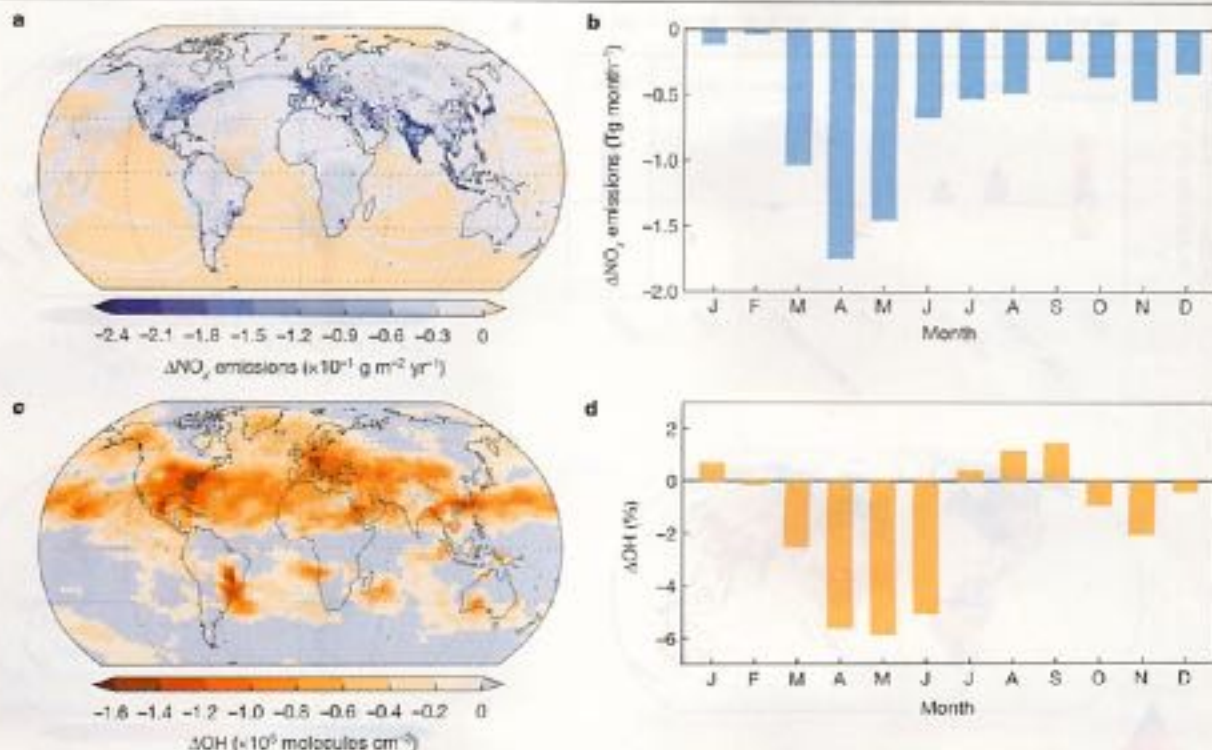 a
−2.4 −2.1 −1.8 −1.5 −1.2 −0.9 −0.6 −0.3 0
ΔNOₓ emissions (×10⁻¹ g m⁻² yr⁻¹)
b
ΔNOₓ emissions (Tg month⁻¹)
0
−0.5
−1.0
−1.5
−2.0
J F M A M J J A S O N D
Month
c
−1.6 −1.4 −1.2 −1.0 −0.8 −0.6 −0.4 −0.2 0
ΔOH (×10⁵ molecules cm⁻³)
d
ΔOH (%)
2
0
−2
−4
−6
J F M A M J J A S O N D
Month